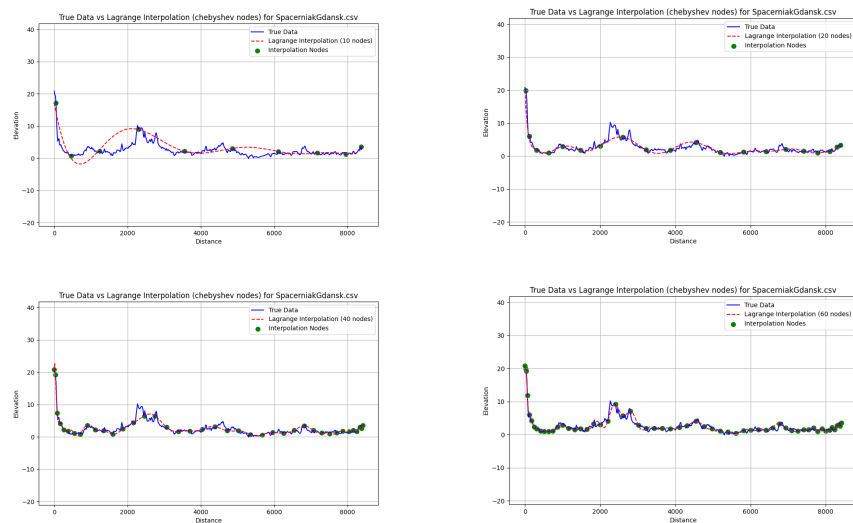 True Data vs Lagrange Interpolation (chebyshev nodes) for SpacerniakGdansk.csv
40
30
20
10
0
−10
−20
Elevation
True Data
Lagrange Interpolation (10 nodes)
Interpolation Nodes
0 2000 4000 6000 8000
Distance
True Data vs Lagrange Interpolation (chebyshev nodes) for SpacerniakGdansk.csv
40
30
20
10
0
−10
−20
Elevation
True Data
Lagrange Interpolation (20 nodes)
Interpolation Nodes
0 2000 4000 6000 8000
Distance
True Data vs Lagrange Interpolation (chebyshev nodes) for SpacerniakGdansk.csv
40
30
20
10
0
−10
−20
Elevation
True Data
Lagrange Interpolation (40 nodes)
Interpolation Nodes
0 2000 4000 6000 8000
Distance
True Data vs Lagrange Interpolation (chebyshev nodes) for SpacerniakGdansk.csv
40
30
20
10
0
−10
−20
Elevation
True Data
Lagrange Interpolation (60 nodes)
Interpolation Nodes
0 2000 4000 6000 8000
Distance